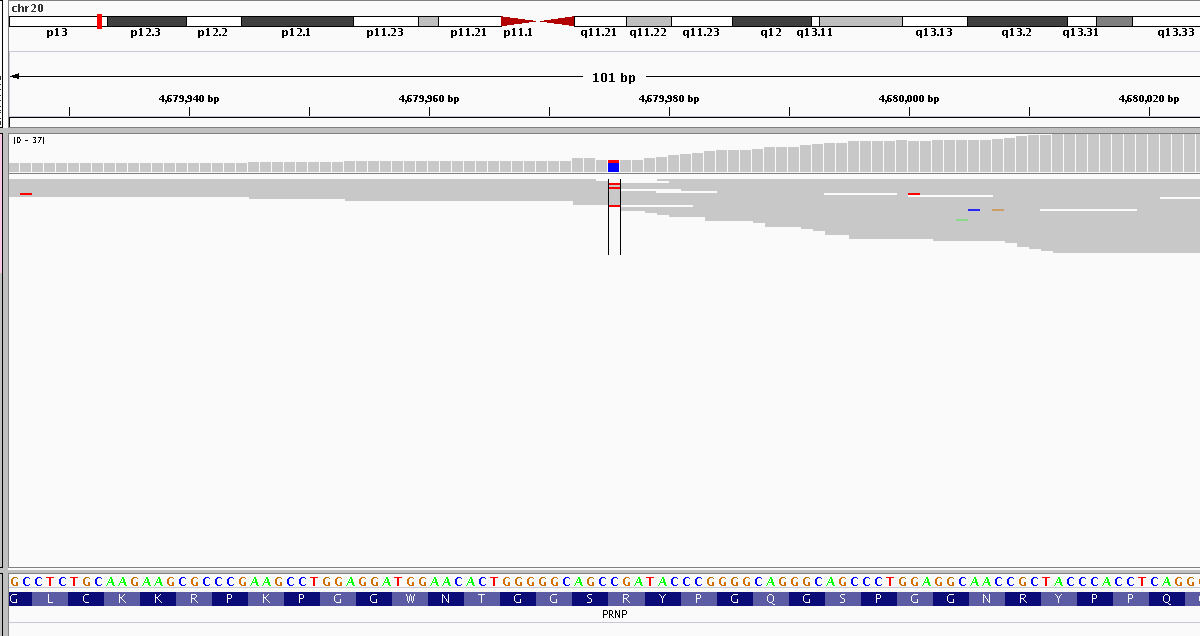 chr20
p13 p12.3 p12.2 p12.1 p11.23 p11.21 p11.1 q11.21 q11.22 q11.23 q12 q13.11 q13.13 q13.2 q13.31 q13.33
101 bp
4,679,940 bp 4,679,960 bp 4,679,980 bp 4,680,000 bp 4,680,020 bp
[0 - 37]
GCCTCTGCAAGAAGCGCCCGAAGCCTGGAGGATGGAACACTGGGGGCAGCCGATACCCGGGGCAGGGCAGCCCTGGAGGCAACCGCTACCCACCTCAGG
G L C K K R P K P G G W N T G G S R Y P G Q G S P G G N R Y P P Q
PRNP